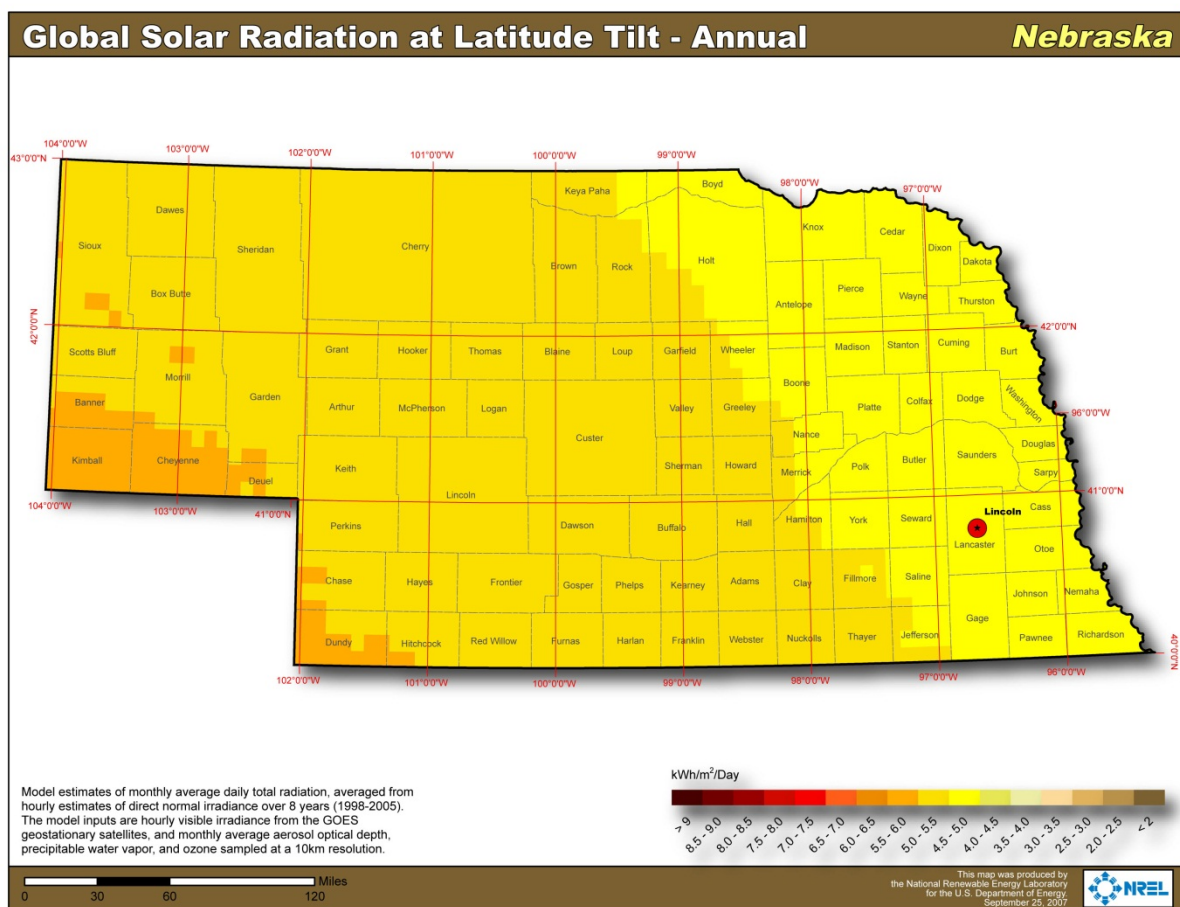 Global Solar Radiation at Latitude Tilt - Annual
Nebraska
104°0'0"W
103°0'0"W
102°0'0"W
101°0'0"W
100°0'0"W
99°0'0"W
98°0'0"W
97°0'0"W
43°0'0"N
Keya Paha
Boyd
Dawes
Sioux
Sheridan
Cherry
Brown
Rock
Holt
Knox
Cedar
Dixon
Dakota
Box Butte
Antelope
Pierce
Wayne
Thurston
42°0'0"N
42°0'0"N
Scotts Bluff
Morrill
Garden
Grant
Hooker
Thomas
Blaine
Loup
Garfield
Wheeler
Madison
Stanton
Cuming
Burt
Boone
Banner
Arthur
McPherson
Logan
Custer
Valley
Greeley
Platte
Colfax
Dodge
Washington
96°0'0"W
Nance
Kimball
Cheyenne
Deuel
Keith
Lincoln
Sherman
Howard
Merrick
Polk
Butler
Saunders
Douglas
Sarpy
104°0'0"W
103°0'0"W
41°0'0"N
41°0'0"N
Perkins
Dawson
Buffalo
Hall
Hamilton
York
Seward
Lincoln
Lancaster
Cass
Otoe
Chase
Hayes
Frontier
Gosper
Phelps
Kearney
Adams
Clay
Fillmore
Saline
Johnson
Nemaha
Dundy
Hitchcock
Red Willow
Furnas
Harlan
Franklin
Webster
Nuckolls
Thayer
Jefferson
Gage
Pawnee
Richardson
40°0'0"N
102°0'0"W
101°0'0"W
100°0'0"W
99°0'0"W
98°0'0"W
97°0'0"W
96°0'0"W
Model estimates of monthly average daily total radiation, averaged from
hourly estimates of direct normal irradiance over 8 years (1998-2005).
The model inputs are hourly visible irradiance from the GOES
geostationary satellites, and monthly average aerosol optical depth,
precipitable water vapor, and ozone sampled at a 10km resolution.
kWh/m²/Day
> 9
8.5 - 9.0
8.0 - 8.5
7.5 - 8.0
7.0 - 7.5
6.5 - 7.0
6.0 - 6.5
5.5 - 6.0
5.0 - 5.5
4.5 - 5.0
4.0 - 4.5
3.5 - 4.0
3.0 - 3.5
2.5 - 3.0
2.0 - 2.5
< 2
0 30 60 120 Miles
This map was produced by
the National Renewable Energy Laboratory
for the U.S. Department of Energy.
September 25, 2007
NREL